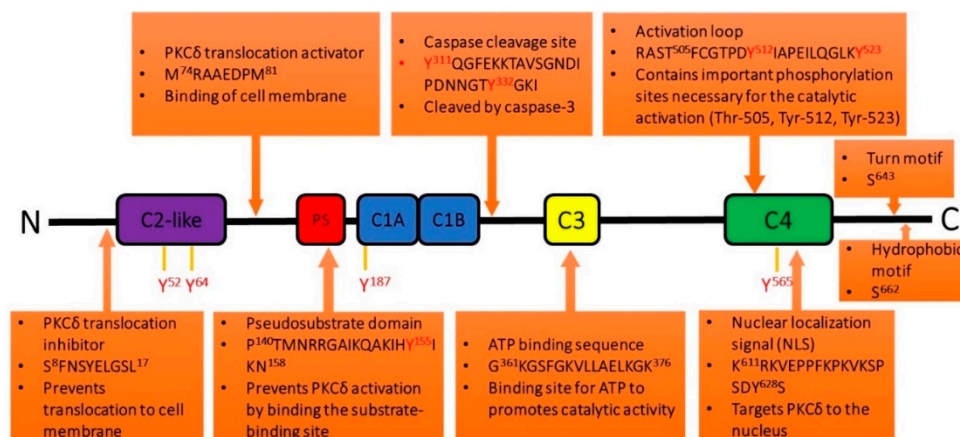 • PKCδ translocation activator
• M⁷⁴RAAEDPM⁸¹
• Binding of cell membrane
• Caspase cleavage site
• Y³¹¹QGFEKKTAVSGNDI
PDNNGTY³³²GKI
• Cleaved by caspase-3
• Activation loop
RAST⁵⁰⁵FCGTPDY⁵¹²IAPEILQGLKY⁵²³
• Contains important phosphorylation
sites necessary for the catalytic
activation (Thr-505, Tyr-512, Tyr-523)
• Turn motif
• S⁶⁴³
N C2-like PS C1A C1B C3 C4 C
Y⁵² Y⁶⁴ Y¹⁸⁷ Y⁵⁶⁵
• Hydrophobic
motif
• S⁶⁶²
• PKCδ translocation
inhibitor
• S⁸FNSYELGSL¹⁷
• Prevents
translocation to cell
membrane
• Pseudosubstrate domain
• P¹⁴⁰TMNRRGAIKQAKIHY¹⁵⁵I
KN¹⁵⁸
• Prevents PKCδ activation
by binding the substrate-
binding site
• ATP binding sequence
• G³⁶¹KGSFGKVLLAELKGK³⁷⁶
• Binding site for ATP to
promotes catalytic activity
• Nuclear localization
signal (NLS)
• K⁶¹¹RKVEPPFKPKVKSP
SDY⁶²⁸S
• Targets PKCδ to the
nucleus